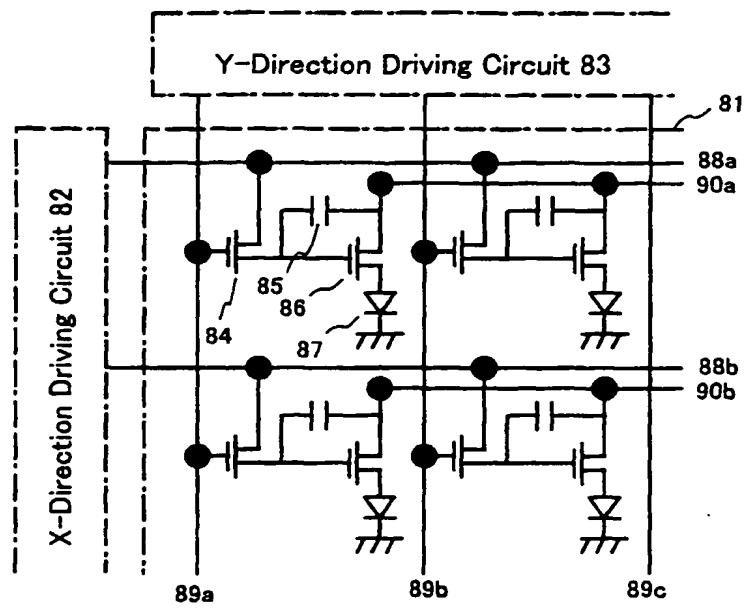 Y-Direction Driving Circuit 83
81
X-Direction Driving Circuit 82
88a
90a
84
85
86
87
88b
90b
89a
89b
89c